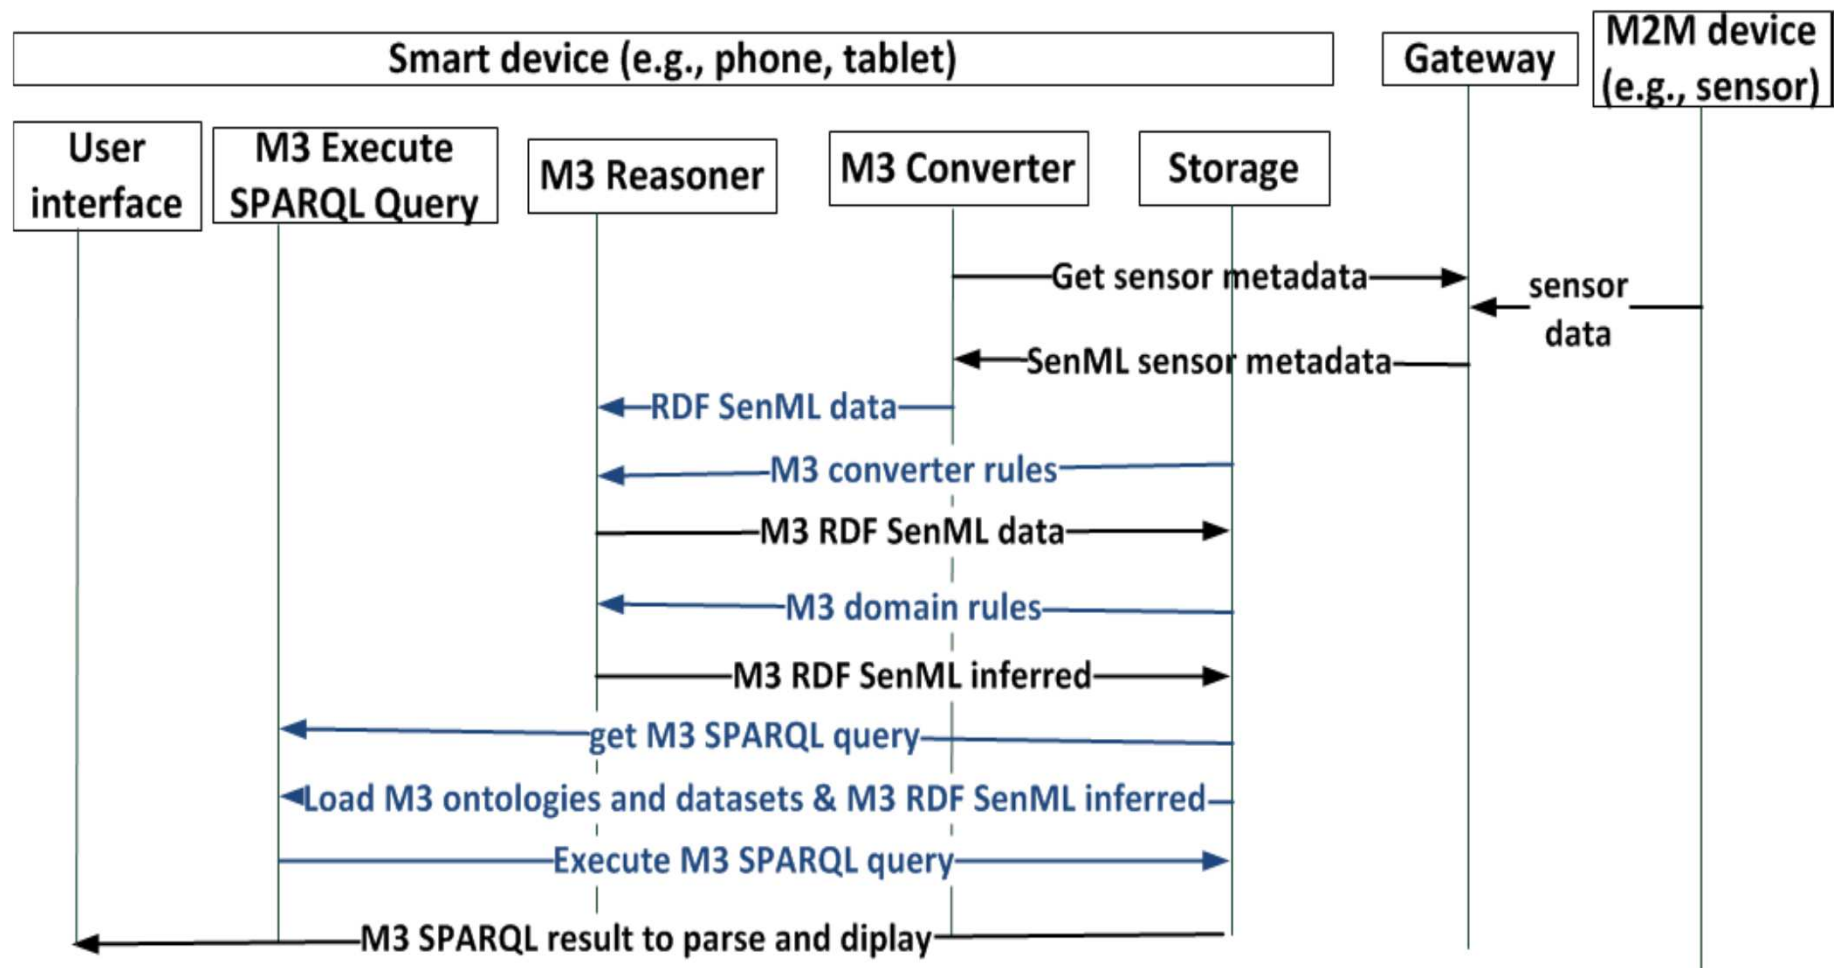 Smart device (e.g., phone, tablet)
Gateway
M2M device
(e.g., sensor)
User
interface
M3 Execute
SPARQL Query
M3 Reasoner
M3 Converter
Storage
Get sensor metadata
sensor
data
SenML sensor metadata
RDF SenML data
M3 converter rules
M3 RDF SenML data
M3 domain rules
M3 RDF SenML inferred
get M3 SPARQL query
Load M3 ontologies and datasets & M3 RDF SenML inferred
Execute M3 SPARQL query
M3 SPARQL result to parse and diplay